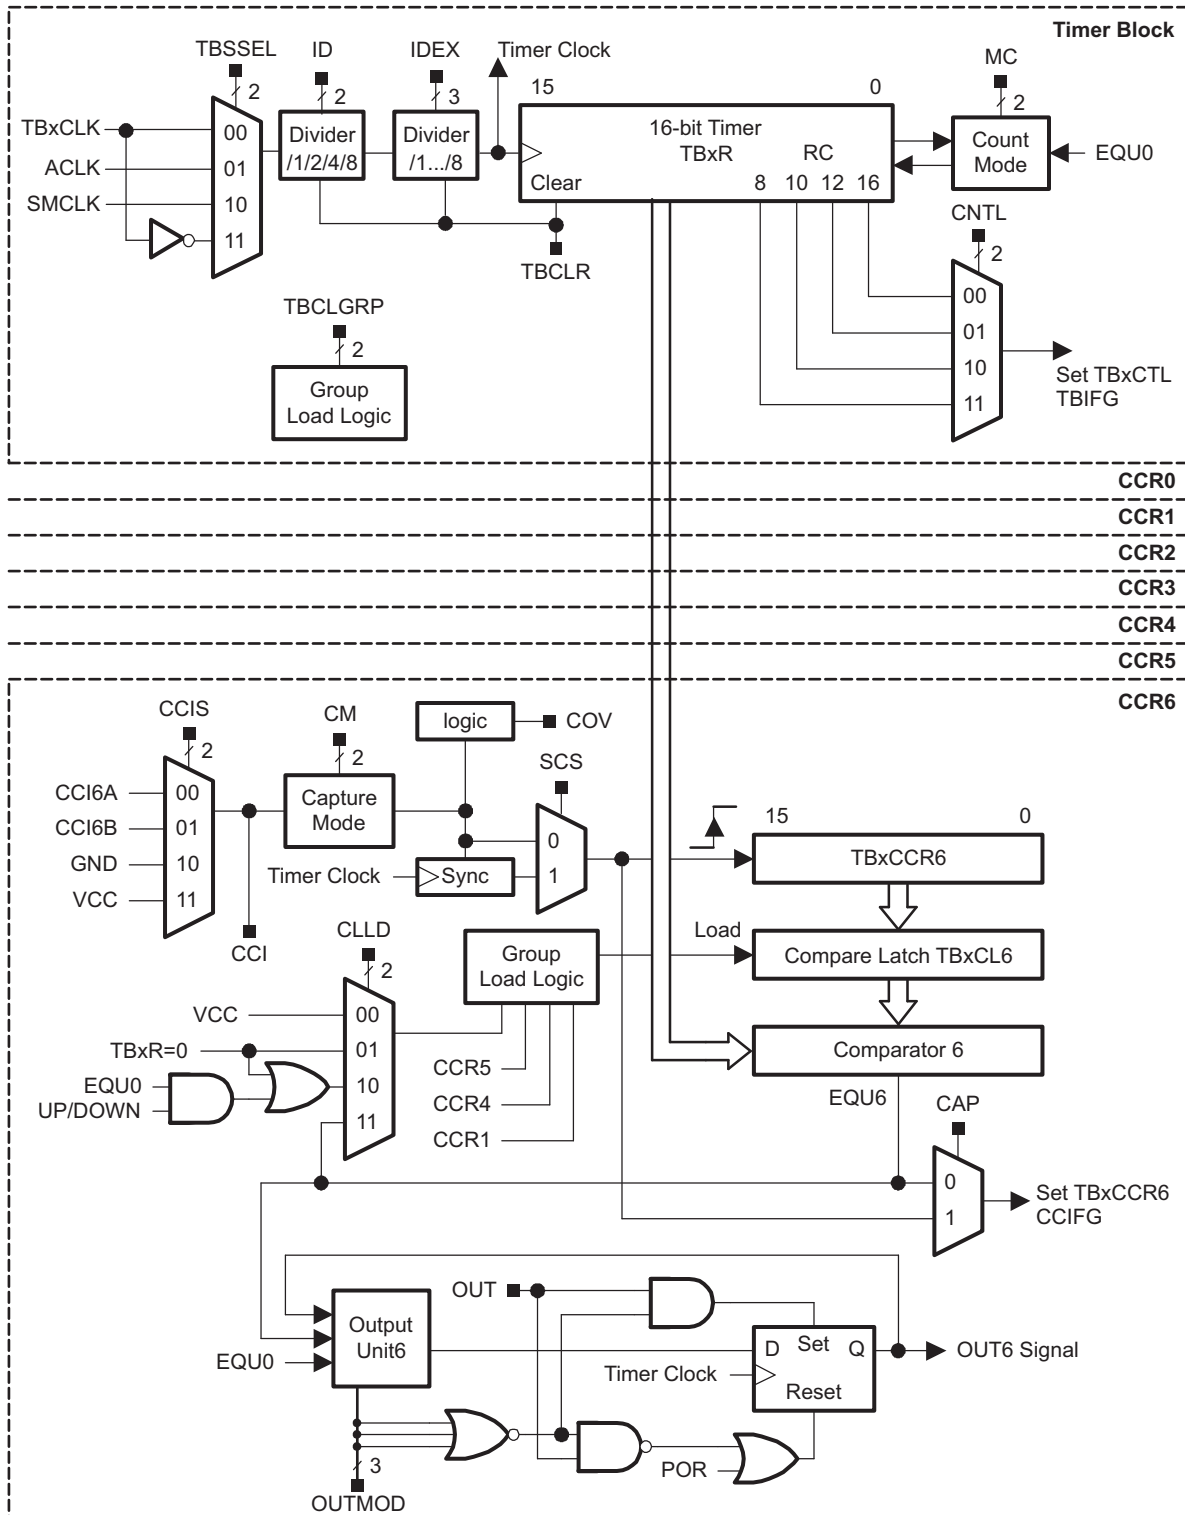 Timer Block
TBSSEL
ID
IDEX
Timer Clock
MC
2
2
3
15
0
2
TBxCLK
00
Divider
/1/2/4/8
Divider
/1.../8
16-bit Timer
TBxR
RC
Count
Mode
EQU0
ACLK
01
SMCLK
10
Clear
8
10
12
16
11
TBCLR
CNTL
2
TBCLGRP
2
Group
Load Logic
00
01
10
11
Set TBxCTL
TBIFG
CCR0
CCR1
CCR2
CCR3
CCR4
CCR5
CCR6
CCIS
2
CM
2
logic
COV
SCS
CCI6A
00
CCI6B
01
GND
10
VCC
11
Capture
Mode
0
1
Timer Clock
Sync
15
0
TBxCCR6
CCI
CLLD
2
Group
Load Logic
Load
Compare Latch TBxCL6
VCC
00
TBxR=0
01
EQU0
10
UP/DOWN
11
CCR5
CCR4
CCR1
Comparator 6
EQU6
CAP
0
1
Set TBxCCR6
CCIFG
OUT
Output
Unit6
EQU0
D
Set
Q
Reset
Timer Clock
OUT6 Signal
POR
3
OUTMOD